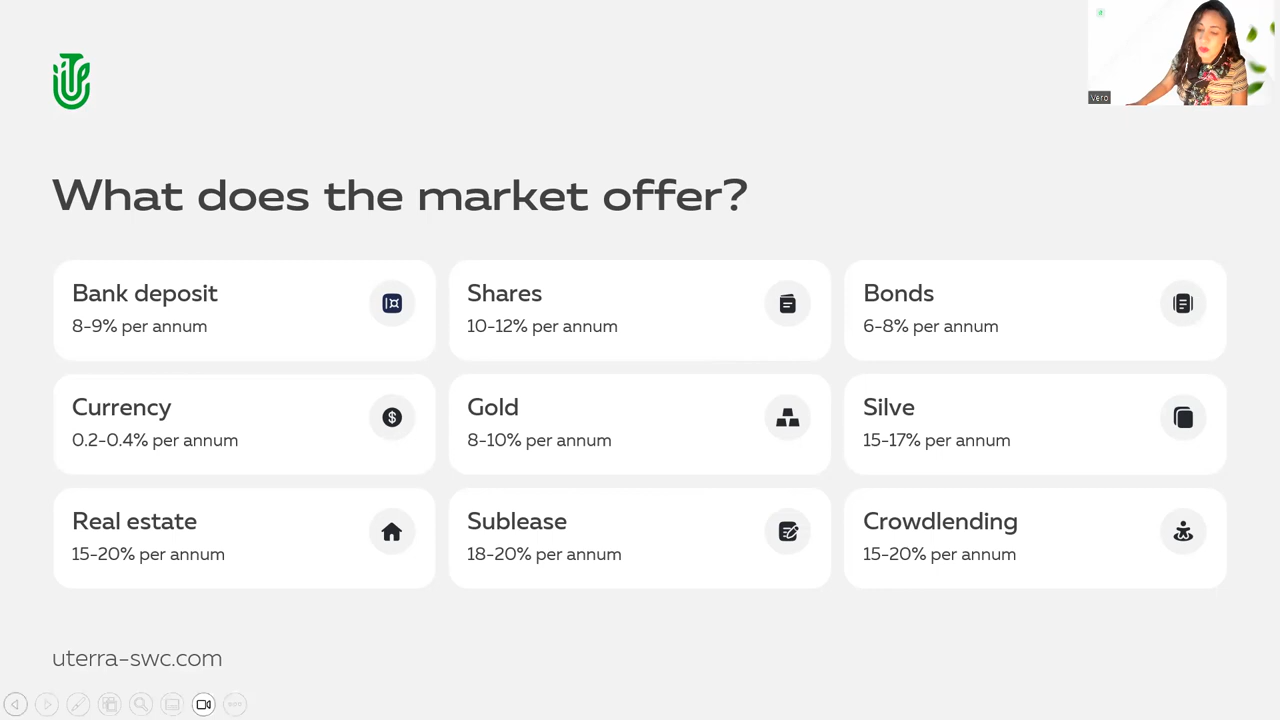 Vero
What does the market offer?
Bank deposit
8-9% per annum
Shares
10-12% per annum
Bonds
6-8% per annum
Currency
0.2-0.4% per annum
Gold
8-10% per annum
Silve
15-17% per annum
Real estate
15-20% per annum
Sublease
18-20% per annum
Crowdlending
15-20% per annum
uterra-swc.com